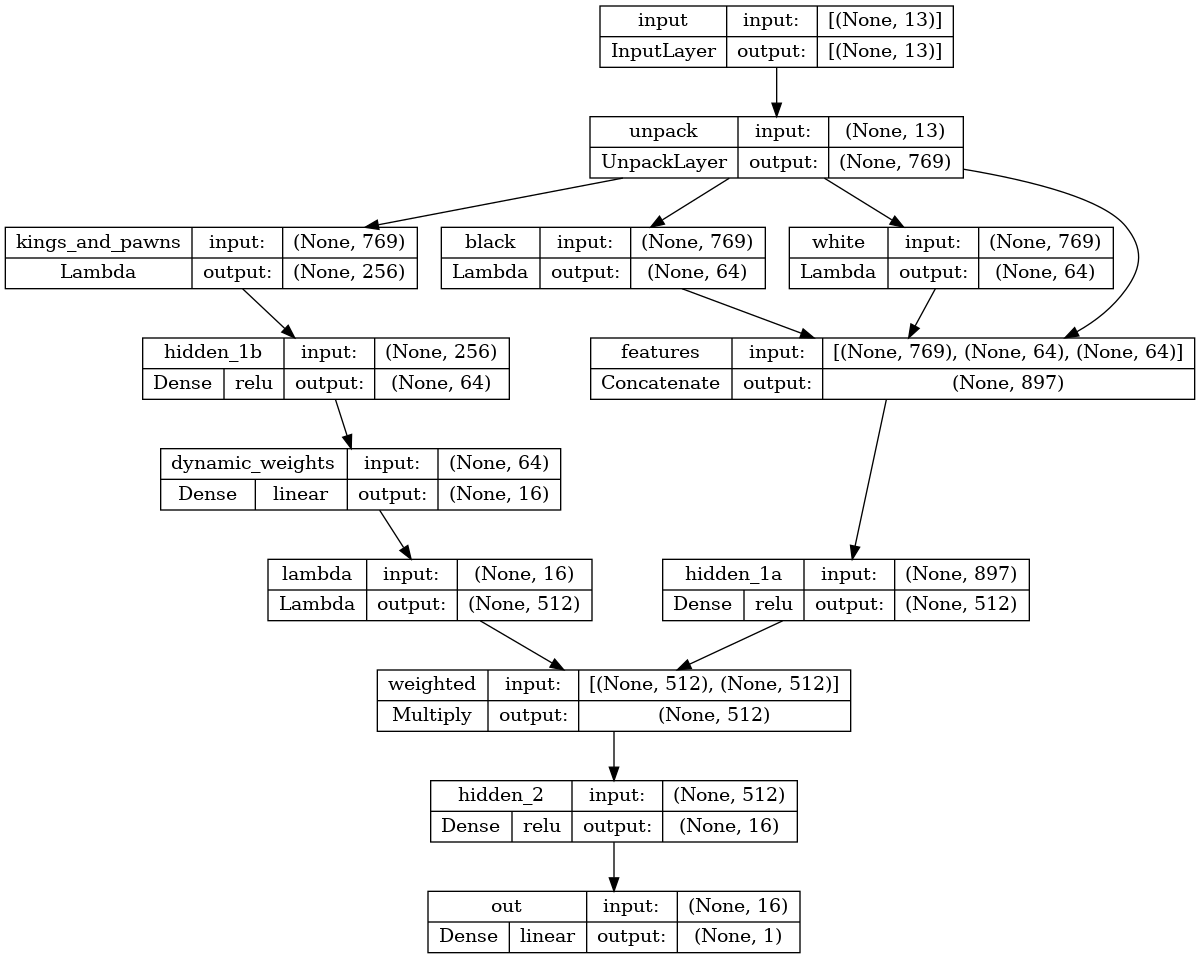 input input: [(None, 13)]
InputLayer output: [(None, 13)]
unpack input: (None, 13)
UnpackLayer output: (None, 769)
kings_and_pawns input: (None, 769)
Lambda output: (None, 256)
black input: (None, 769)
Lambda output: (None, 64)
white input: (None, 769)
Lambda output: (None, 64)
hidden_1b input: (None, 256)
Dense relu output: (None, 64)
features input: [(None, 769), (None, 64), (None, 64)]
Concatenate output: (None, 897)
dynamic_weights input: (None, 64)
Dense linear output: (None, 16)
lambda input: (None, 16)
Lambda output: (None, 512)
hidden_1a input: (None, 897)
Dense relu output: (None, 512)
weighted input: [(None, 512), (None, 512)]
Multiply output: (None, 512)
hidden_2 input: (None, 512)
Dense relu output: (None, 16)
out input: (None, 16)
Dense linear output: (None, 1)